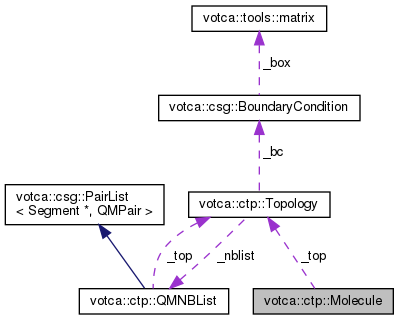 votca::tools::matrix
_box
votca::csg::BoundaryCondition
_bc
votca::csg::PairList
< Segment *, QMPair >
votca::ctp::Topology
_top
_nblist
_top
votca::ctp::QMNBList
votca::ctp::Molecule